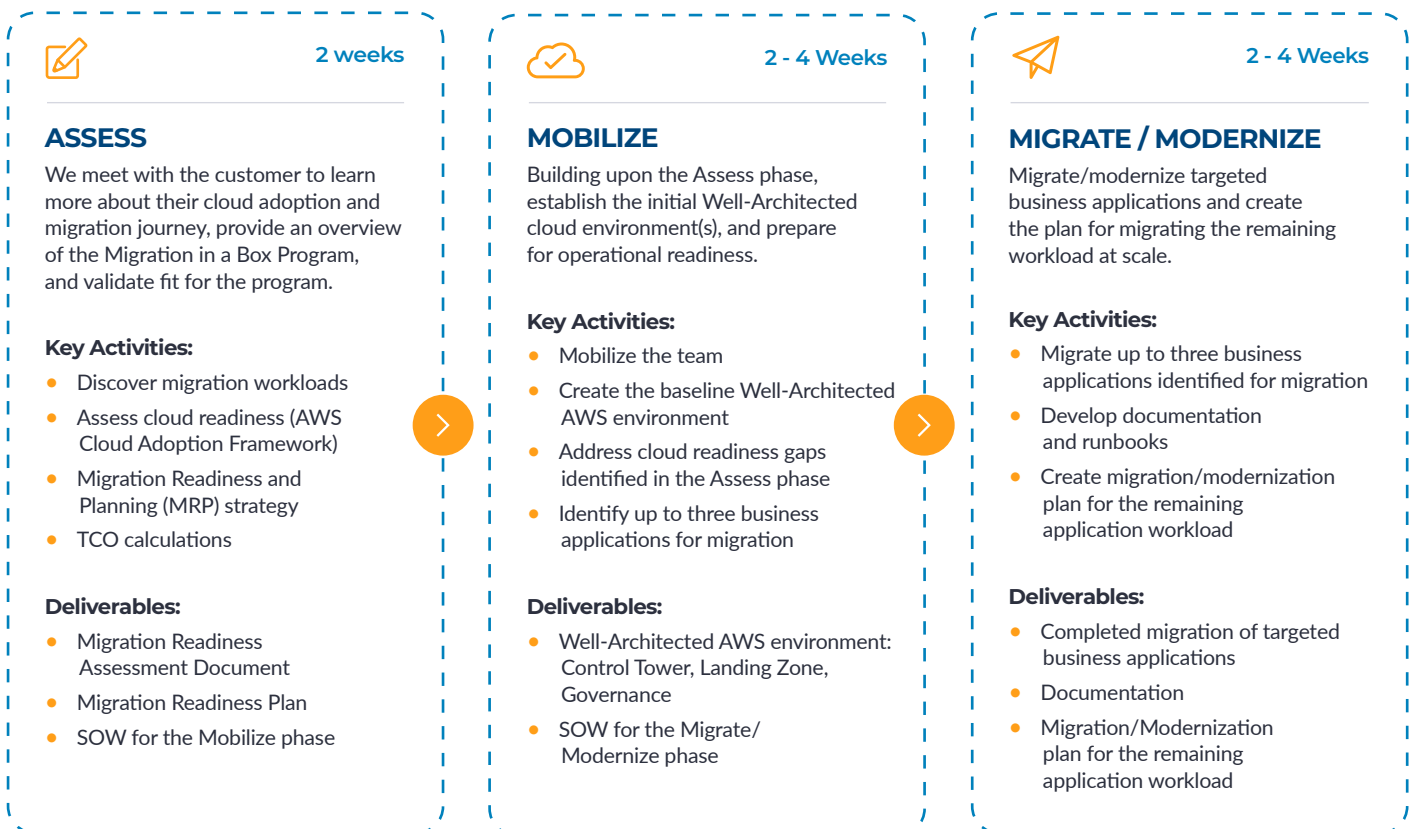 2 weeks
ASSESS
We meet with the customer to learn
more about their cloud adoption and
migration journey, provide an overview
of the Migration in a Box Program,
and validate fit for the program.
Key Activities:
• Discover migration workloads
• Assess cloud readiness (AWS
Cloud Adoption Framework)
• Migration Readiness and
Planning (MRP) strategy
• TCO calculations
Deliverables:
• Migration Readiness
Assessment Document
• Migration Readiness Plan
• SOW for the Mobilize phase
2 - 4 Weeks
MOBILIZE
Building upon the Assess phase,
establish the initial Well-Architected
cloud environment(s), and prepare
for operational readiness.
Key Activities:
• Mobilize the team
• Create the baseline Well-Architected
AWS environment
• Address cloud readiness gaps
identified in the Assess phase
• Identify up to three business
applications for migration
Deliverables:
• Well-Architected AWS environment:
Control Tower, Landing Zone,
Governance
• SOW for the Migrate/
Modernize phase
2 - 4 Weeks
MIGRATE / MODERNIZE
Migrate/modernize targeted
business applications and create
the plan for migrating the remaining
workload at scale.
Key Activities:
• Migrate up to three business
applications identified for migration
• Develop documentation
and runbooks
• Create migration/modernization
plan for the remaining
application workload
Deliverables:
• Completed migration of targeted
business applications
• Documentation
• Migration/Modernization
plan for the remaining
application workload